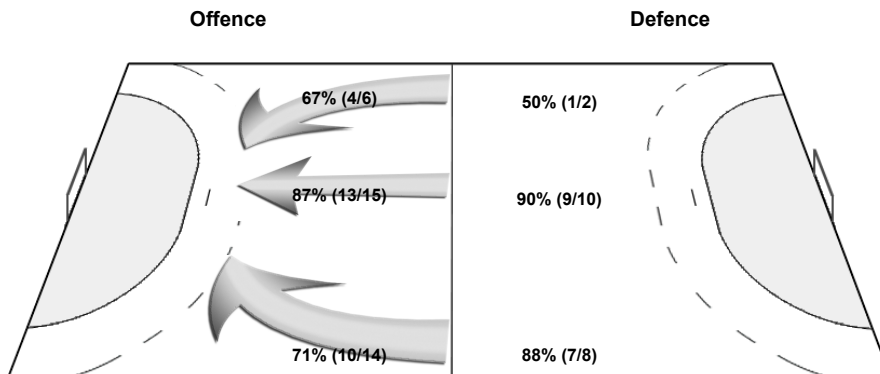 Offence Defence
67% (4/6) 50% (1/2)
87% (13/15) 90% (9/10)
71% (10/14) 88% (7/8)